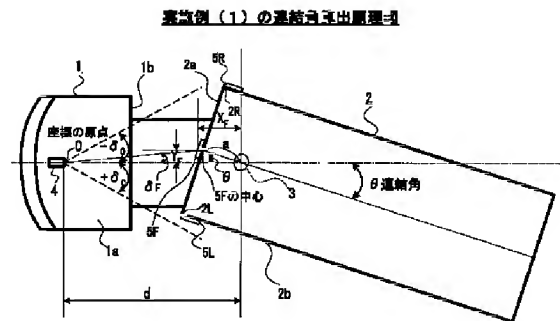 実施例（1）の連結角算出原理図
1
1b
2a
5R
2R
2
座標の原点
O
-δ₀
+δ₀
4
X_F
Y_F
a
θ
δF
5Fの中心
3
θ連結角
1a
5F
2L
5L
2b
d